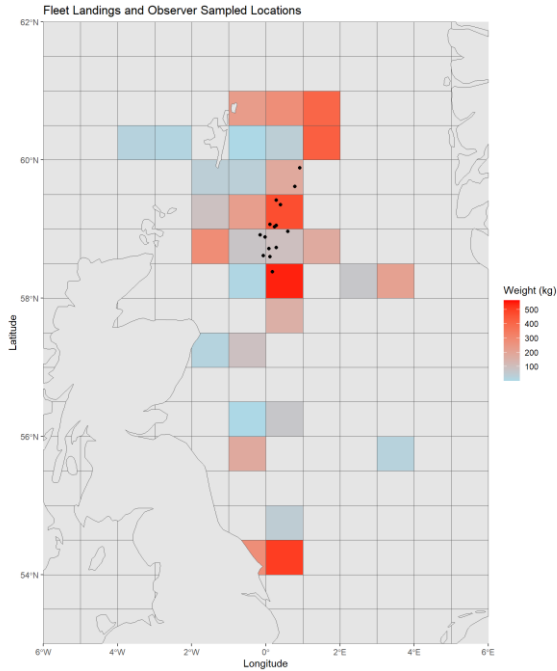 Fleet Landings and Observer Sampled Locations
62°N
60°N
58°N
56°N
54°N
Latitude
6°W
4°W
2°W
0°
2°E
4°E
6°E
Longitude
Weight (kg)
500
400
300
200
100